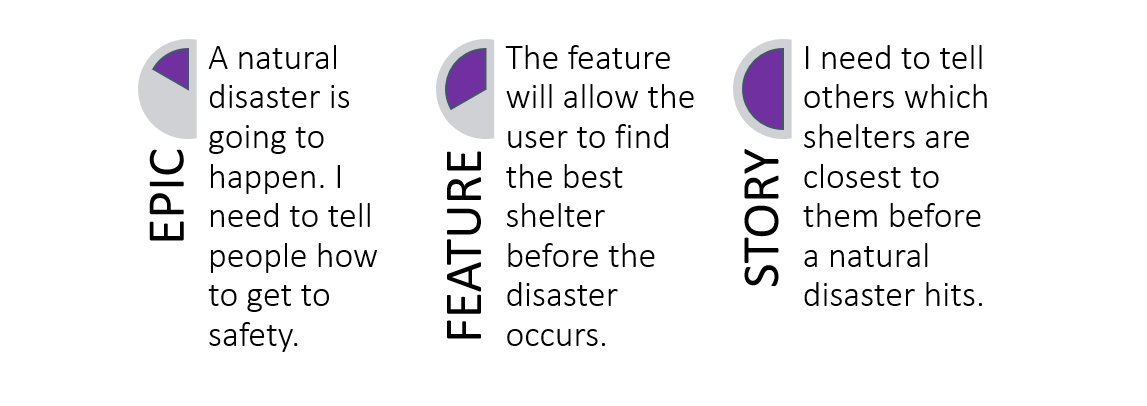 EPIC
A natural
disaster is
going to
happen. I
need to tell
people how
to get to
safety.
FEATURE
The feature
will allow the
user to find
the best
shelter
before the
disaster
occurs.
STORY
I need to tell
others which
shelters are
closest to
them before
a natural
disaster hits.